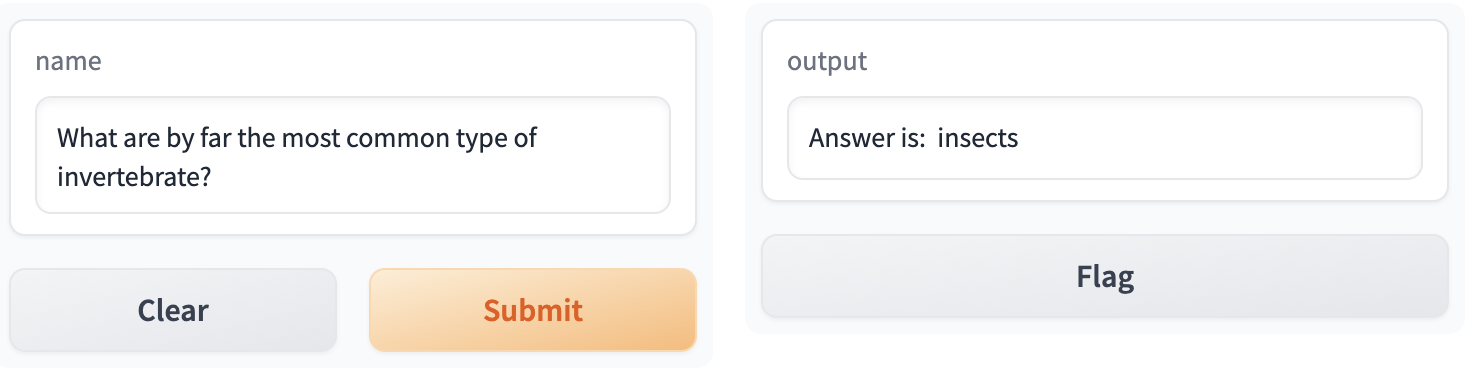 name
What are by far the most common type of
invertebrate?
Clear
Submit
output
Answer is:  insects
Flag